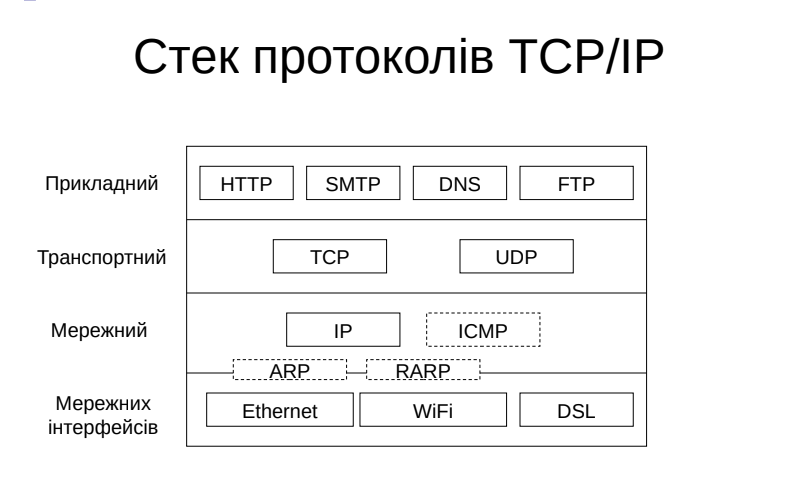 Стек протоколів TCP/IP
Прикладний
HTTP SMTP DNS FTP
Транспортний
TCP UDP
Мережний
IP ICMP
ARP RARP
Мережних
інтерфейсів
Ethernet WiFi DSL